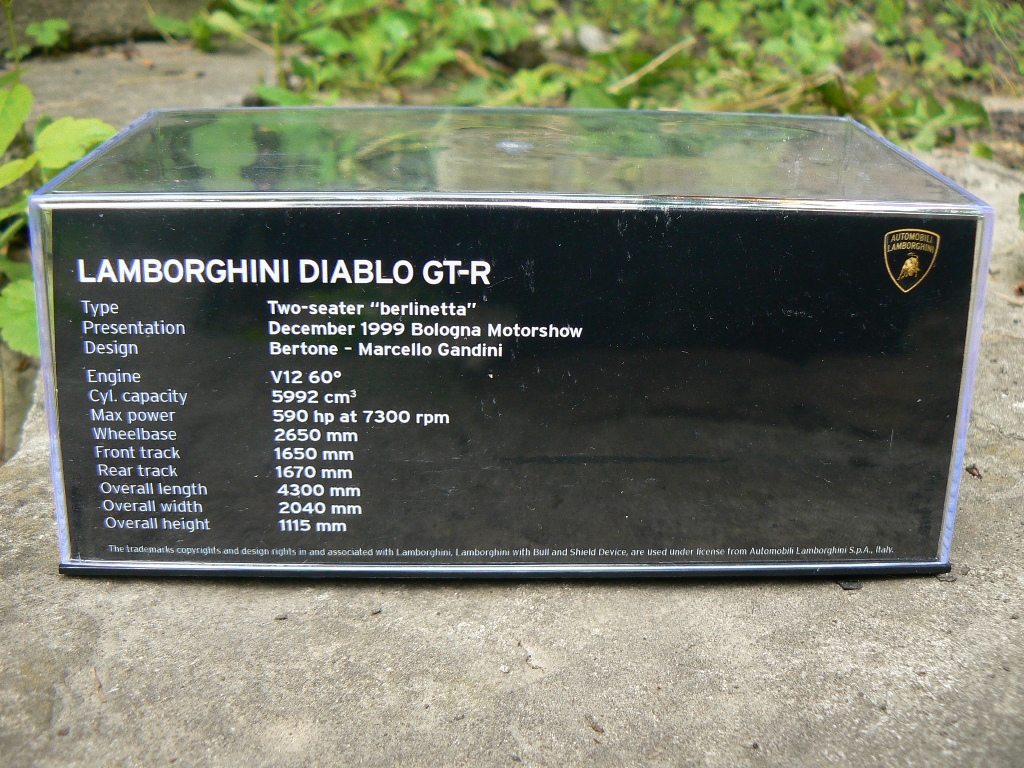 AUTOMOBILI
LAMBORGHINI
LAMBORGHINI DIABLO GT-R
Type Two-seater “berlinetta”
Presentation December 1999 Bologna Motorshow
Design Bertone - Marcello Gandini
Engine V12 60°
Cyl. capacity 5992 cm³
Max power 590 hp at 7300 rpm
Wheelbase 2650 mm
Front track 1650 mm
Rear track 1670 mm
Overall length 4300 mm
Overall width 2040 mm
Overall height 1115 mm
The trademarks copyrights and design rights in and associated with Lamborghini, Lamborghini with Bull and Shield Device, are used under license from Automobili Lamborghini S.p.A., Italy.